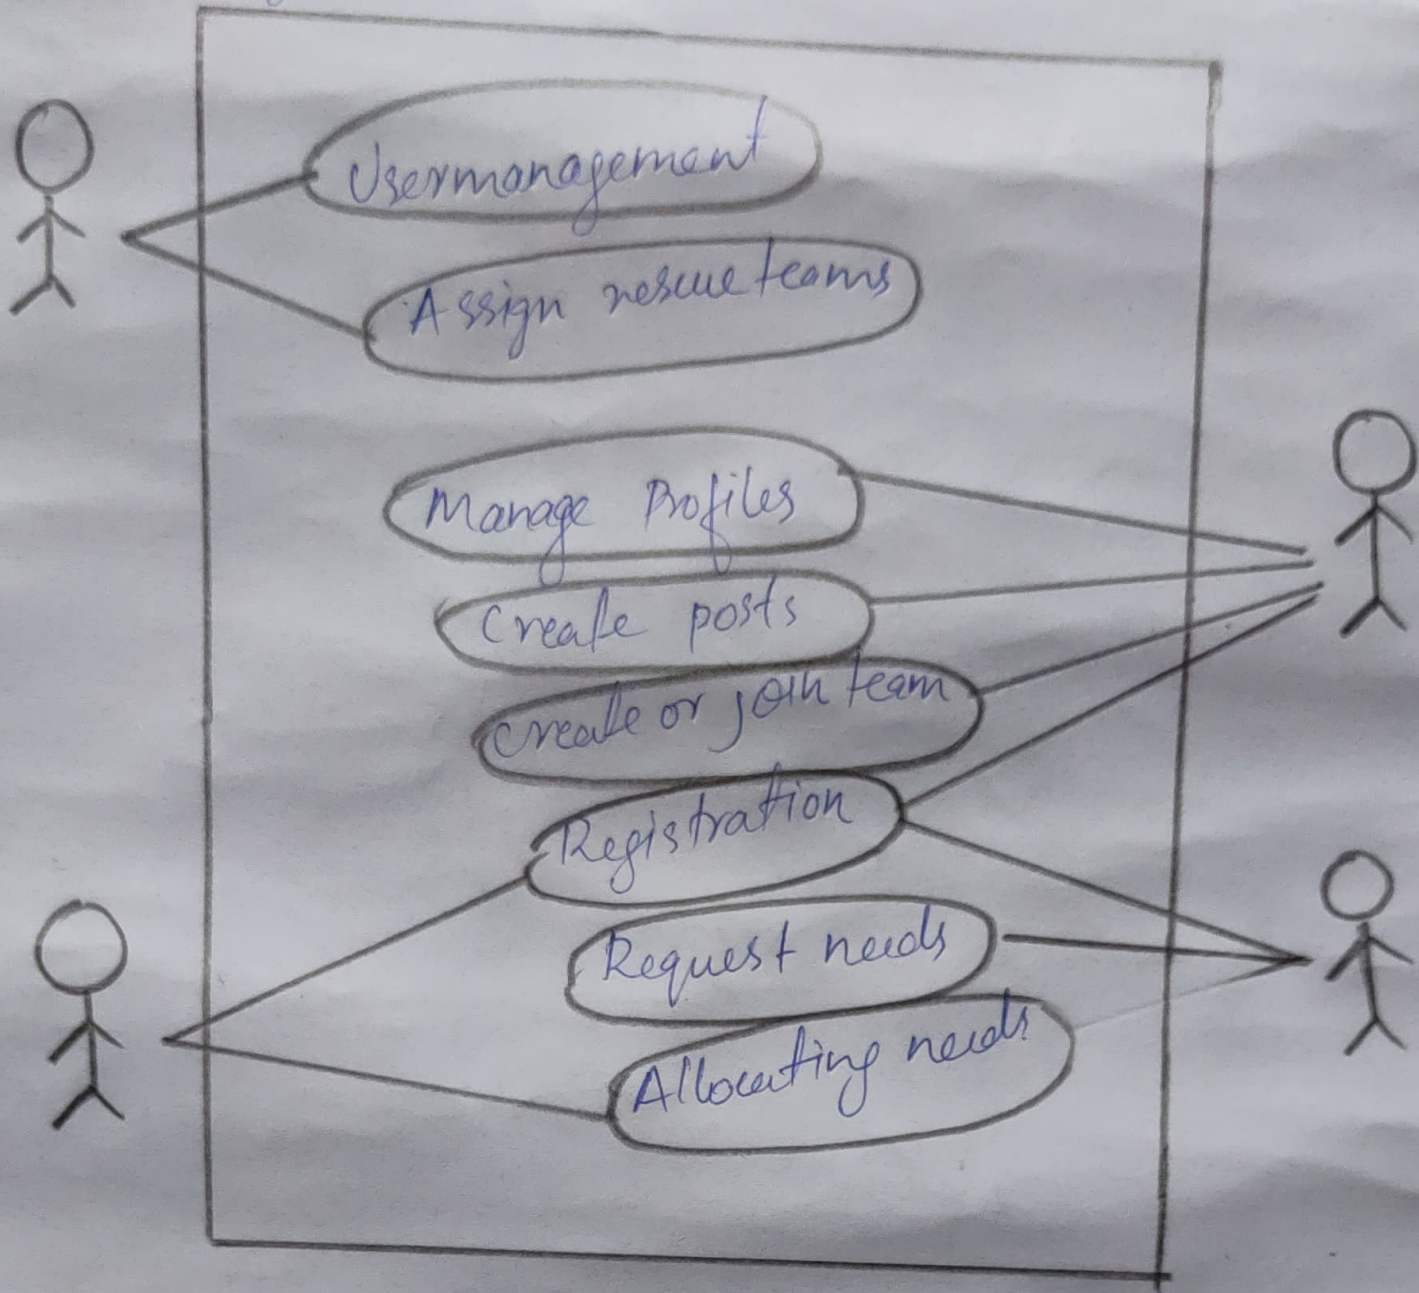 Usermanagement
Assign rescue teams
Manage Profiles
Create posts
create or join team
Registration
Request needs
Allocating needs